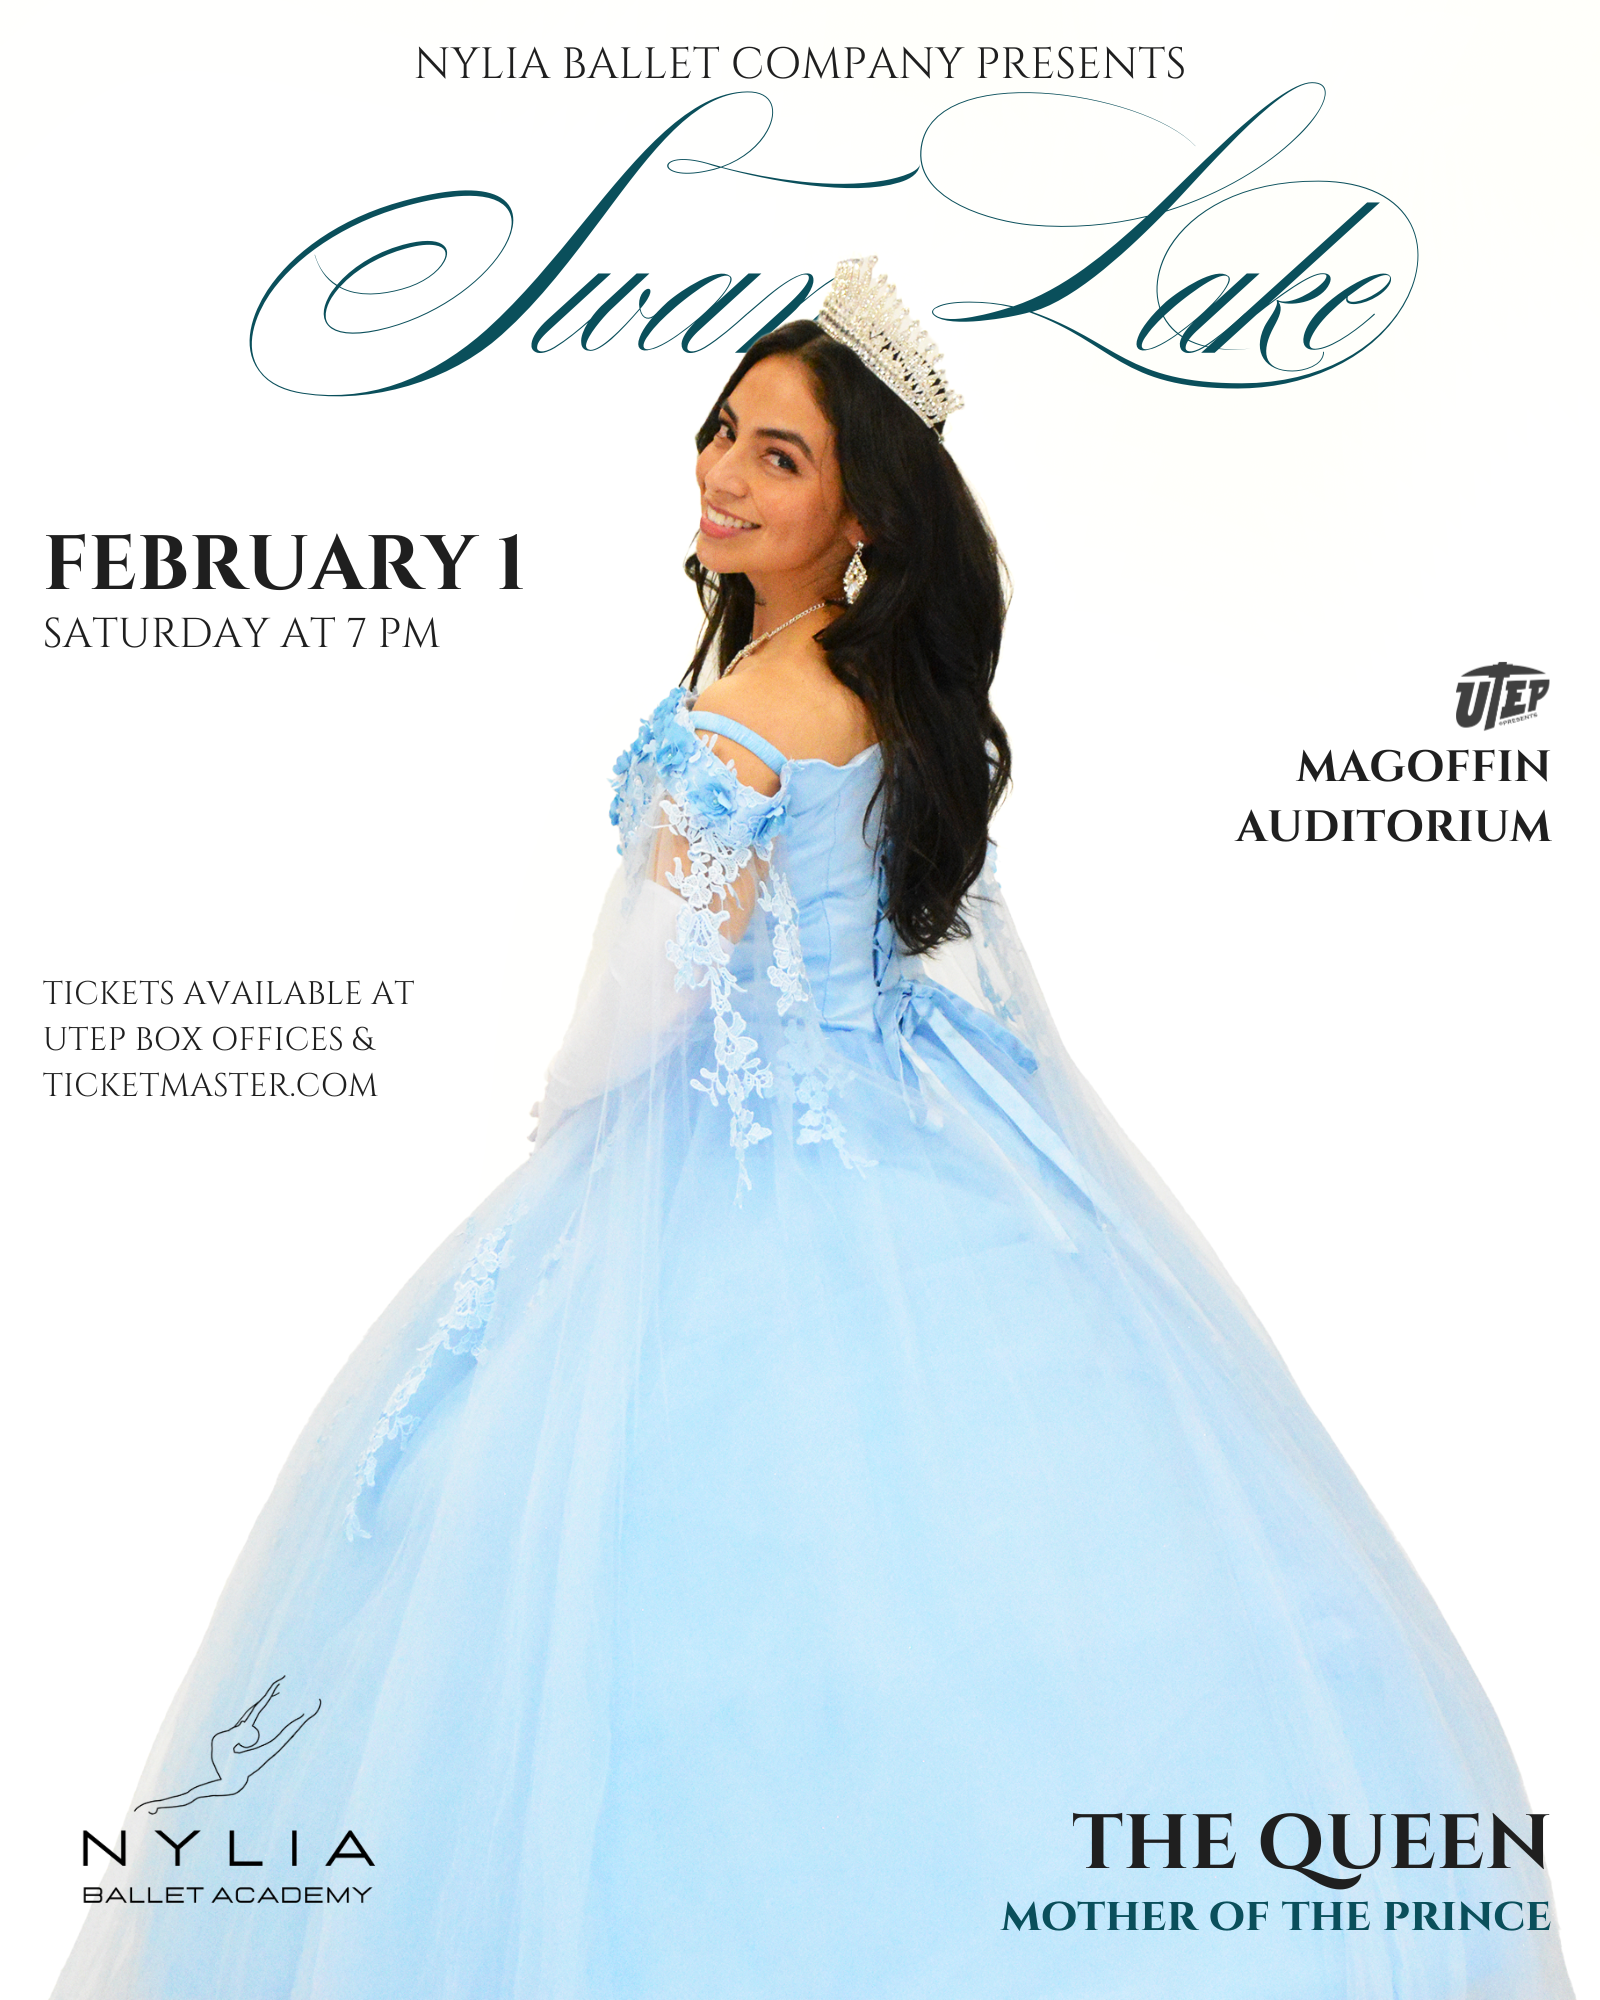 NYLIA BALLET COMPANY PRESENTS
Swan Lake
FEBRUARY 1
SATURDAY AT 7 PM
UTEP
PRESENTS
MAGOFFIN
AUDITORIUM
TICKETS AVAILABLE AT
UTEP BOX OFFICES &
TICKETMASTER.COM
NYLIA
BALLET ACADEMY
THE QUEEN
MOTHER OF THE PRINCE